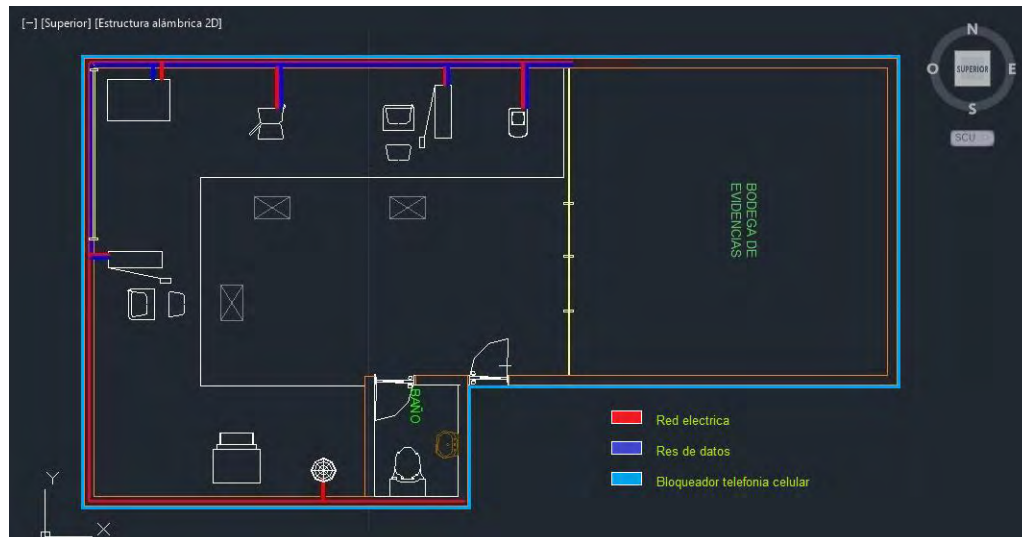 [−] [Superior] [Estructura alámbrica 2D]
N
O
SUPERIOR
E
S
SCU
BODEGA DE
EVIDENCIAS
BAÑO
Red electrica
Res de datos
Bloqueador telefonia celular
Y
X